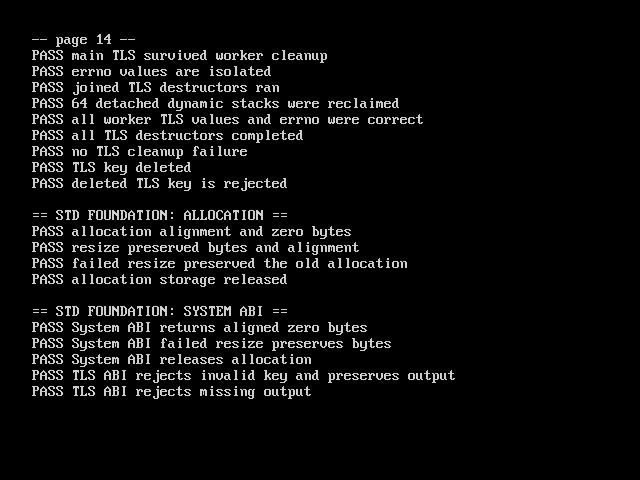 -- page 14 --
PASS main TLS survived worker cleanup
PASS errno values are isolated
PASS joined TLS destructors ran
PASS 64 detached dynamic stacks were reclaimed
PASS all worker TLS values and errno were correct
PASS all TLS destructors completed
PASS no TLS cleanup failure
PASS TLS key deleted
PASS deleted TLS key is rejected
== STD FOUNDATION: ALLOCATION ==
PASS allocation alignment and zero bytes
PASS resize preserved bytes and alignment
PASS failed resize preserved the old allocation
PASS allocation storage released
== STD FOUNDATION: SYSTEM ABI ==
PASS System ABI returns aligned zero bytes
PASS System ABI failed resize preserves bytes
PASS System ABI releases allocation
PASS TLS ABI rejects invalid key and preserves output
PASS TLS ABI rejects missing output